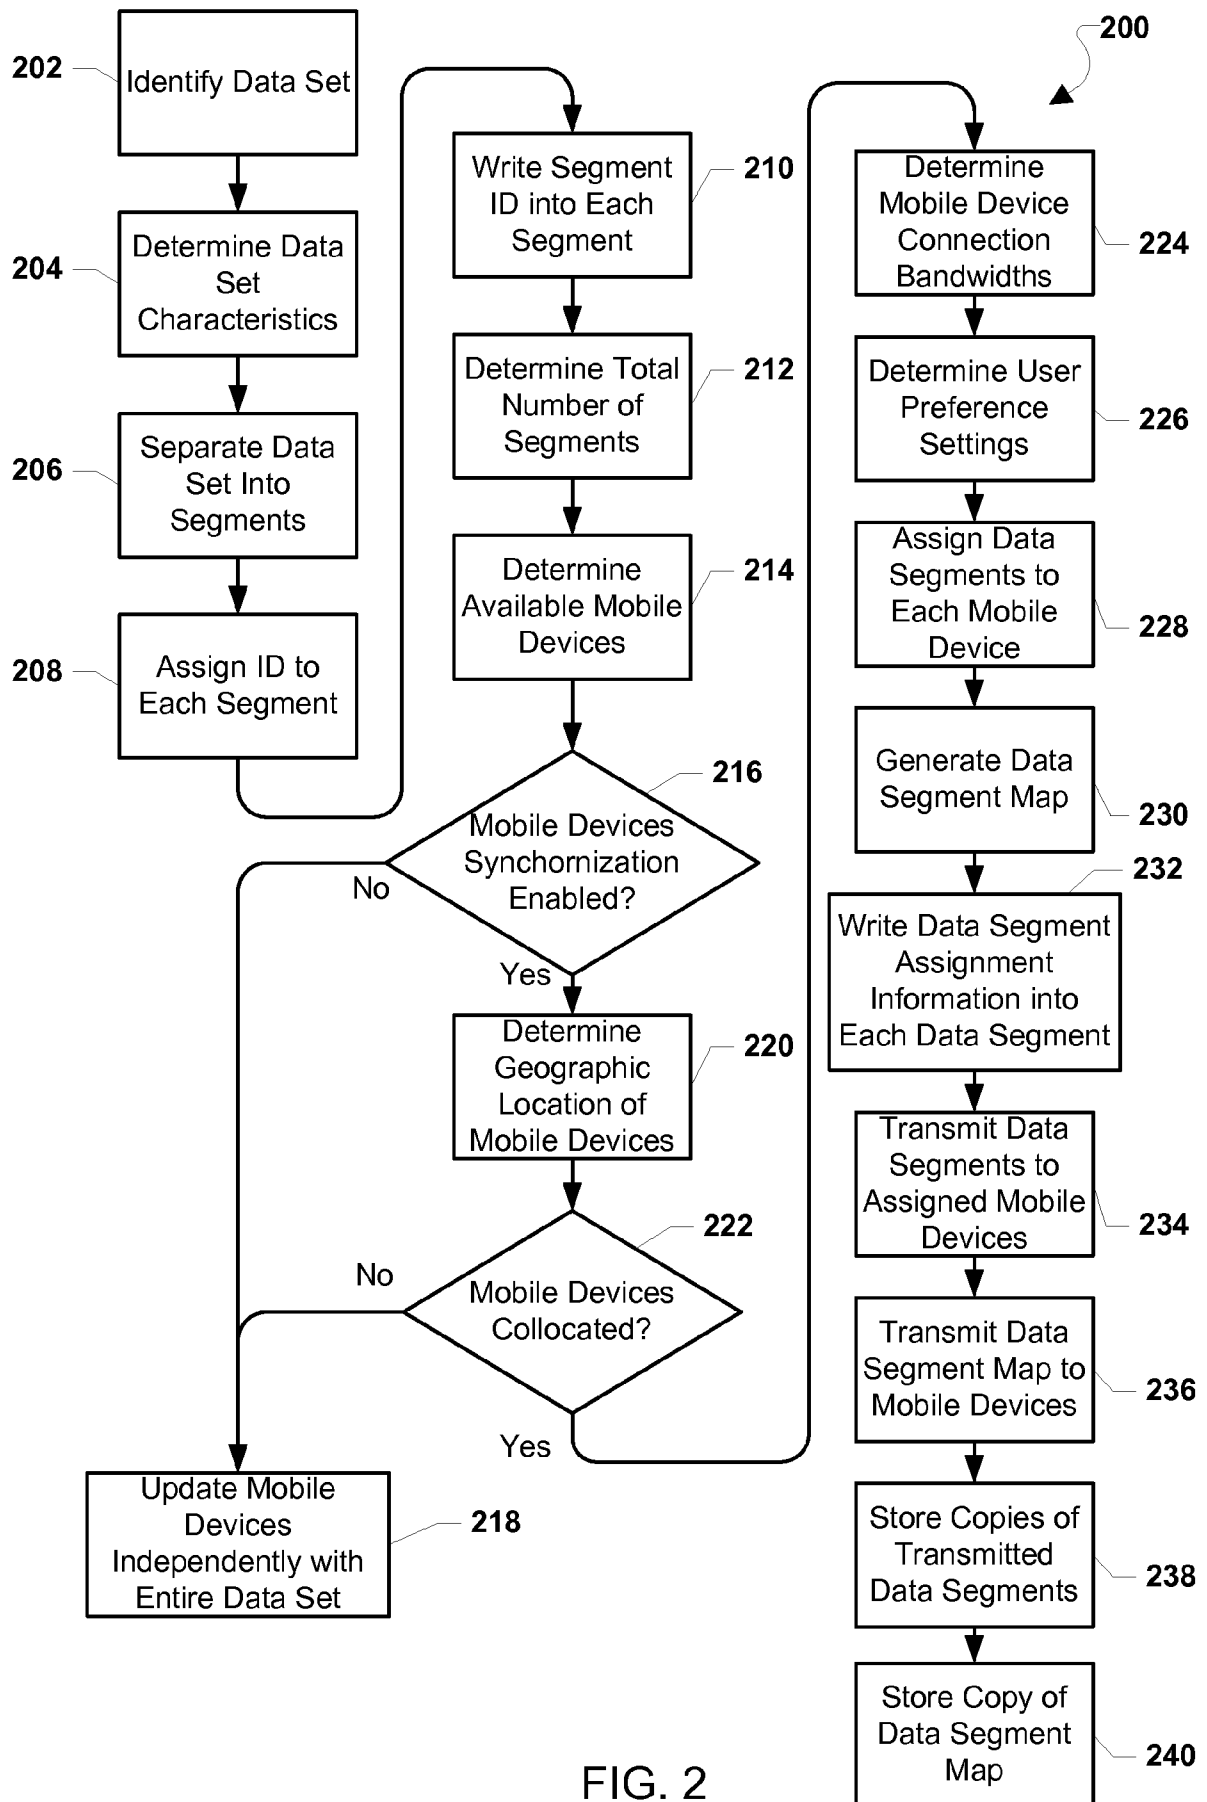 200
202
Identify Data Set
204
Determine Data
Set
Characteristics
206
Separate Data
Set Into
Segments
208
Assign ID to
Each Segment
Write Segment
ID into Each
Segment
210
Determine Total
Number of
Segments
212
Determine
Available Mobile
Devices
214
216
Mobile Devices
Synchornization
Enabled?
No
Yes
Determine
Geographic
Location of
Mobile Devices
220
222
Mobile Devices
Collocated?
No
Yes
Update Mobile
Devices
Independently with
Entire Data Set
218
Determine
Mobile Device
Connection
Bandwidths
224
Determine User
Preference
Settings
226
Assign Data
Segments to
Each Mobile
Device
228
Generate Data
Segment Map
230
232
Write Data Segment
Assignment
Information into
Each Data Segment
Transmit Data
Segments to
Assigned Mobile
Devices
234
Transmit Data
Segment Map to
Mobile Devices
236
Store Copies of
Transmitted
Data Segments
238
Store Copy of
Data Segment
Map
240
FIG. 2